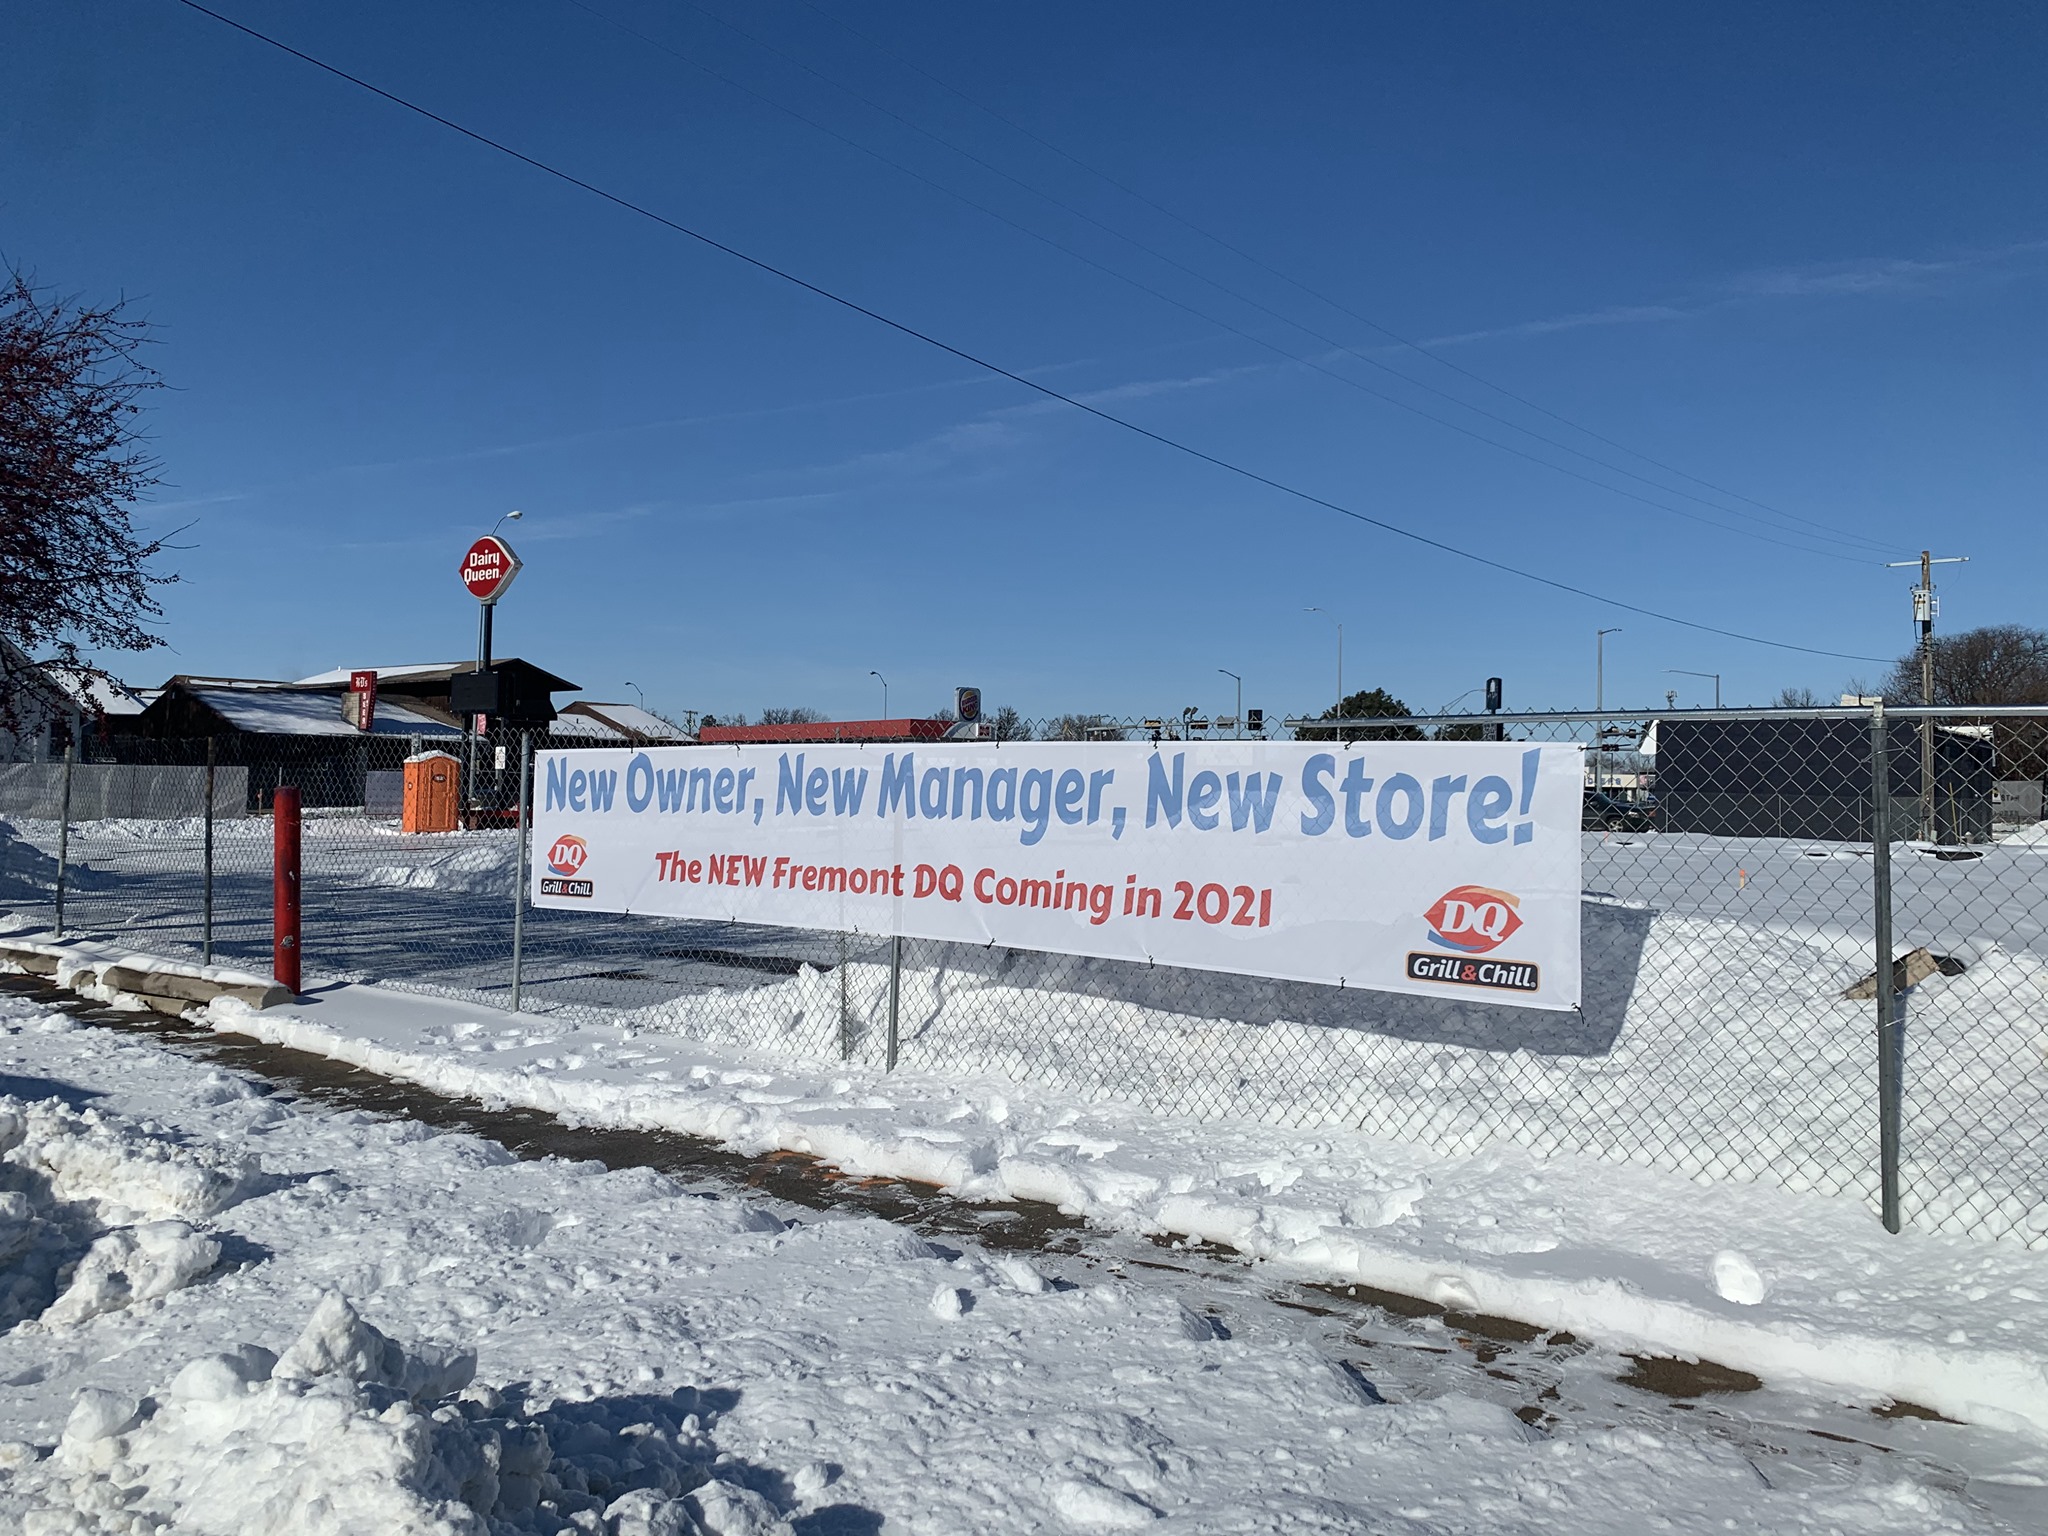 Dairy
Queen.
New Owner, New Manager, New Store!
DQ
Grill & Chill.
The NEW Fremont DQ Coming in 2021
DQ
Grill & Chill.